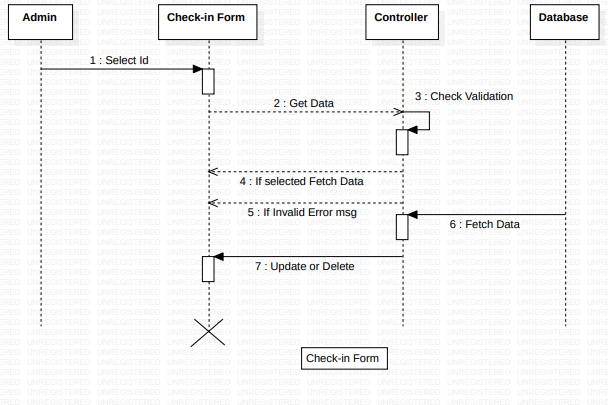 Admin
Check-in Form
Controller
Database
1 : Select Id
3 : Check Validation
2 : Get Data
4 : If selected Fetch Data
5 : If Invalid Error msg
6 : Fetch Data
7 : Update or Delete
Check-in Form
UNREGISTERED